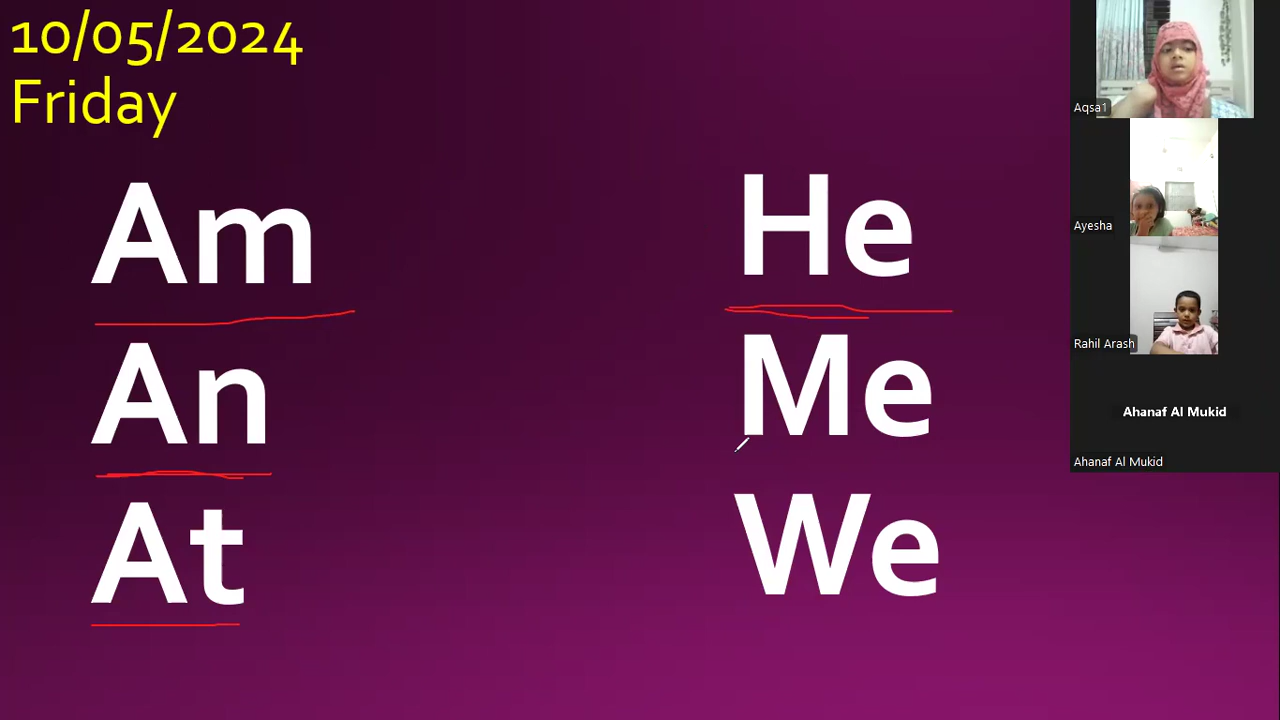 10/05/2024
Friday
Am
An
At
He
Me
We
Aqsa1
Ayesha
Rahil Arash
Ahanaf Al Mukid
Ahanaf Al Mukid